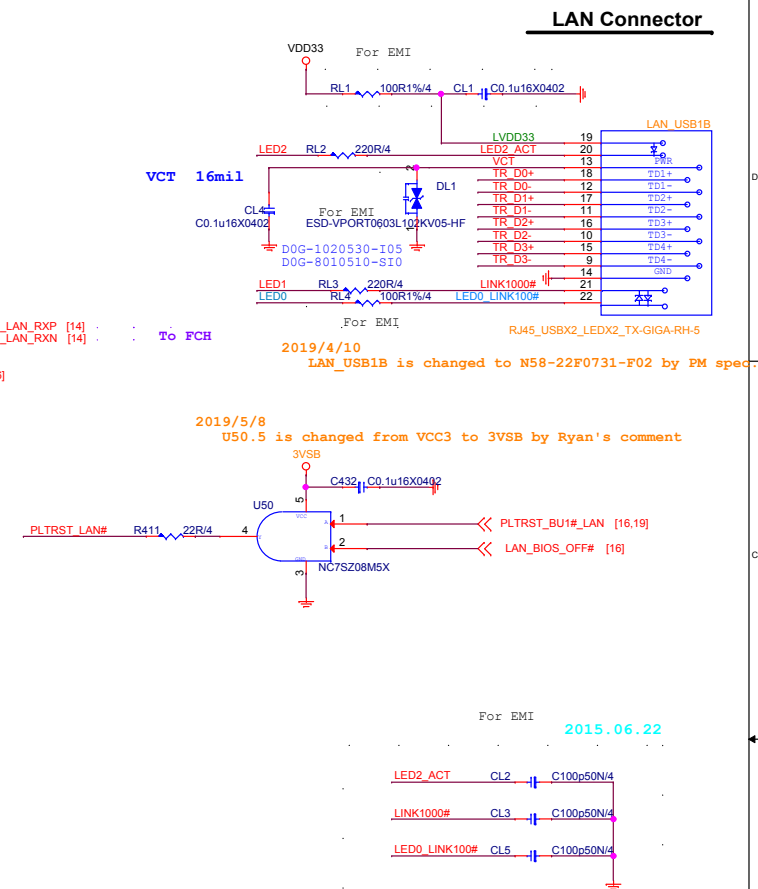 LAN Connector
VDD33
For EMI
RL1 100R1%/4 CL1 C0.1u16X0402
LAN_USB1B
LVDD33 19
LED2 RL2 220R/4 LED2_ACT 20
VCT 13 PWR
TR_D0+ 18 TD1+
TR_D0- 12 TD1-
TR_D1+ 17 TD2+
TR_D1- 11 TD2-
TR_D2+ 16 TD3+
TR_D2- 10 TD3-
TR_D3+ 15 TD4+
TR_D3- 9 TD4-
14 GND
VCT 16mil
2
DL1
1
CL4
C0.1u16X0402
For EMI
ESD-VPORT0603L102KV05-HF
D0G-1020530-I05
D0G-8010510-SI0
LED1 RL3 220R/4 LINK1000# 21
LED0 RL4 100R1%/4 LED0_LINK100# 22
For EMI
RJ45_USBX2_LEDX2_TX-GIGA-RH-5
_LAN_RXP [14]
_LAN_RXN [14]
To FCH
2019/4/10
LAN_USB1B is changed to N58-22F0731-F02 by PM spec.
2019/5/8
U50.5 is changed from VCC3 to 3VSB by Ryan's comment
3VSB
C432 C0.1u16X0402
U50
5
VCC
A 1 PLTRST_BU1#_LAN [16,19]
PLTRST_LAN# R411 22R/4 4 Y
B 2 LAN_BIOS_OFF# [16]
GND
3
NC7SZ08M5X
D
C
For EMI
2015.06.22
LED2_ACT CL2 C100p50N/4
LINK1000# CL3 C100p50N/4
LED0_LINK100# CL5 C100p50N/4